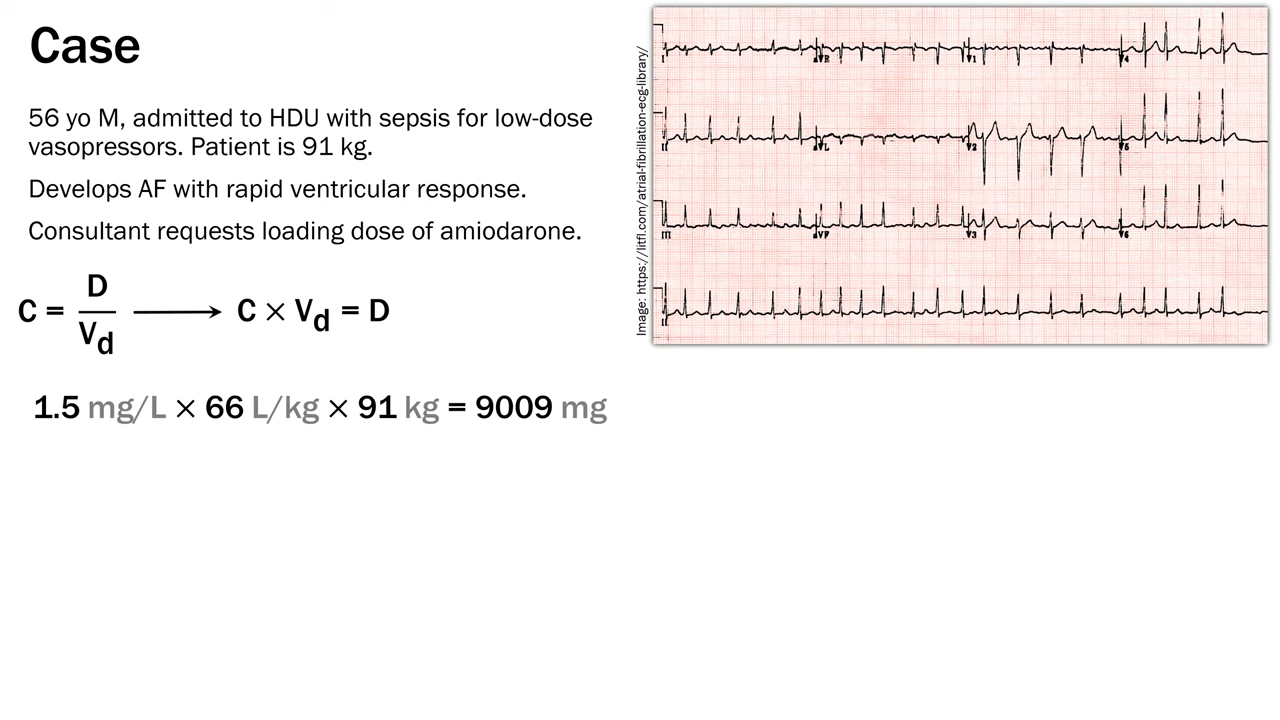 Case
56 yo M, admitted to HDU with sepsis for low-dose
vasopressors. Patient is 91 kg.
Develops AF with rapid ventricular response.
Consultant requests loading dose of amiodarone.
C = D / Vd → C × Vd = D
1.5 mg/L × 66 L/kg × 91 kg = 9009 mg
Image: https://litfl.com/atrial-fibrillation-ecg-library/
I aVR V1 V4
II aVL V2 V5
III aVF V3 V6
II